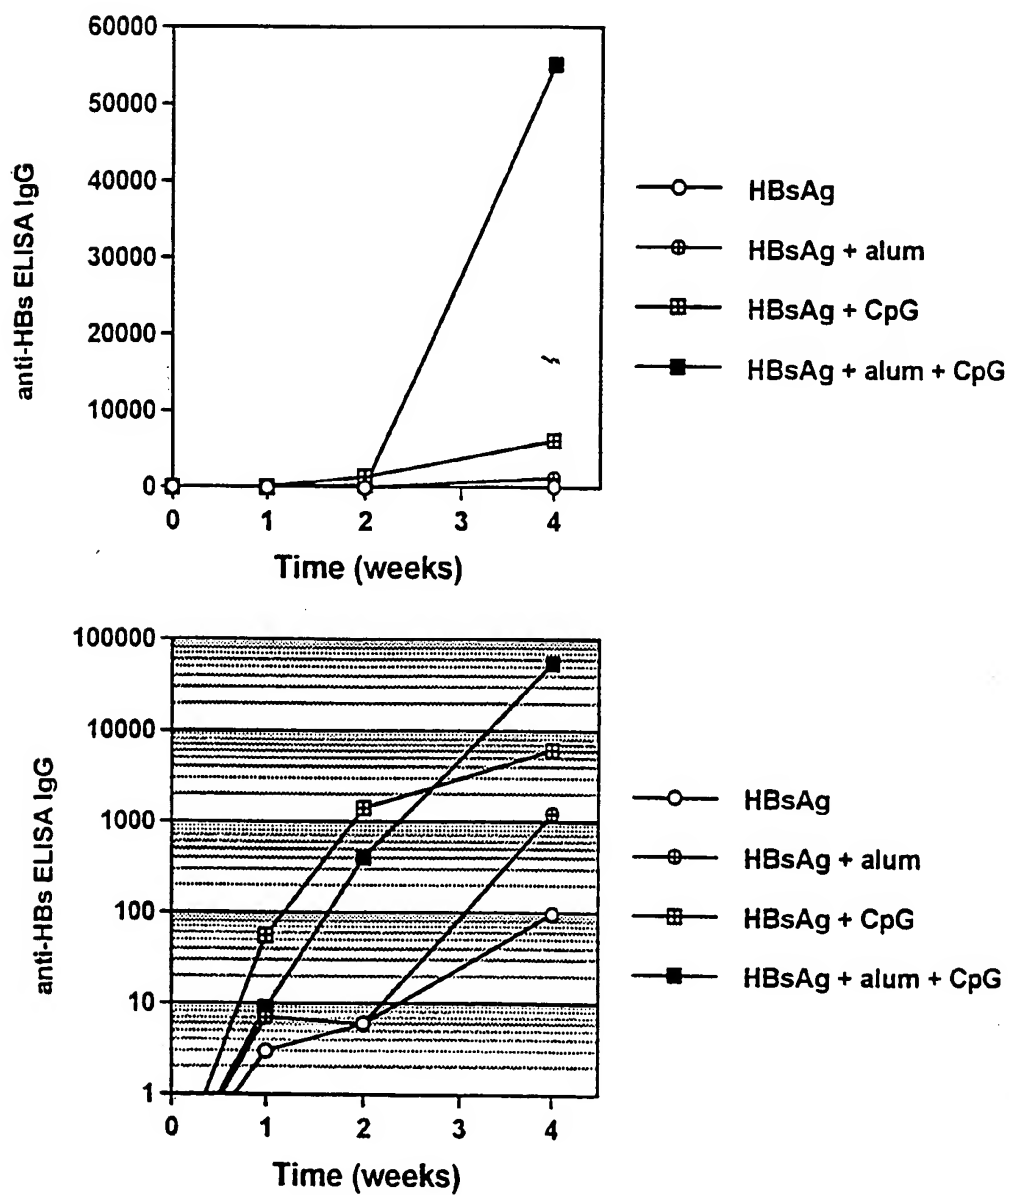 60000
50000
40000
30000
20000
10000
0
anti-HBs ELISA IgG
0 1 2 3 4
Time (weeks)
HBsAg
HBsAg + alum
HBsAg + CpG
HBsAg + alum + CpG
100000
10000
1000
100
10
1
anti-HBs ELISA IgG
0 1 2 3 4
Time (weeks)
HBsAg
HBsAg + alum
HBsAg + CpG
HBsAg + alum + CpG